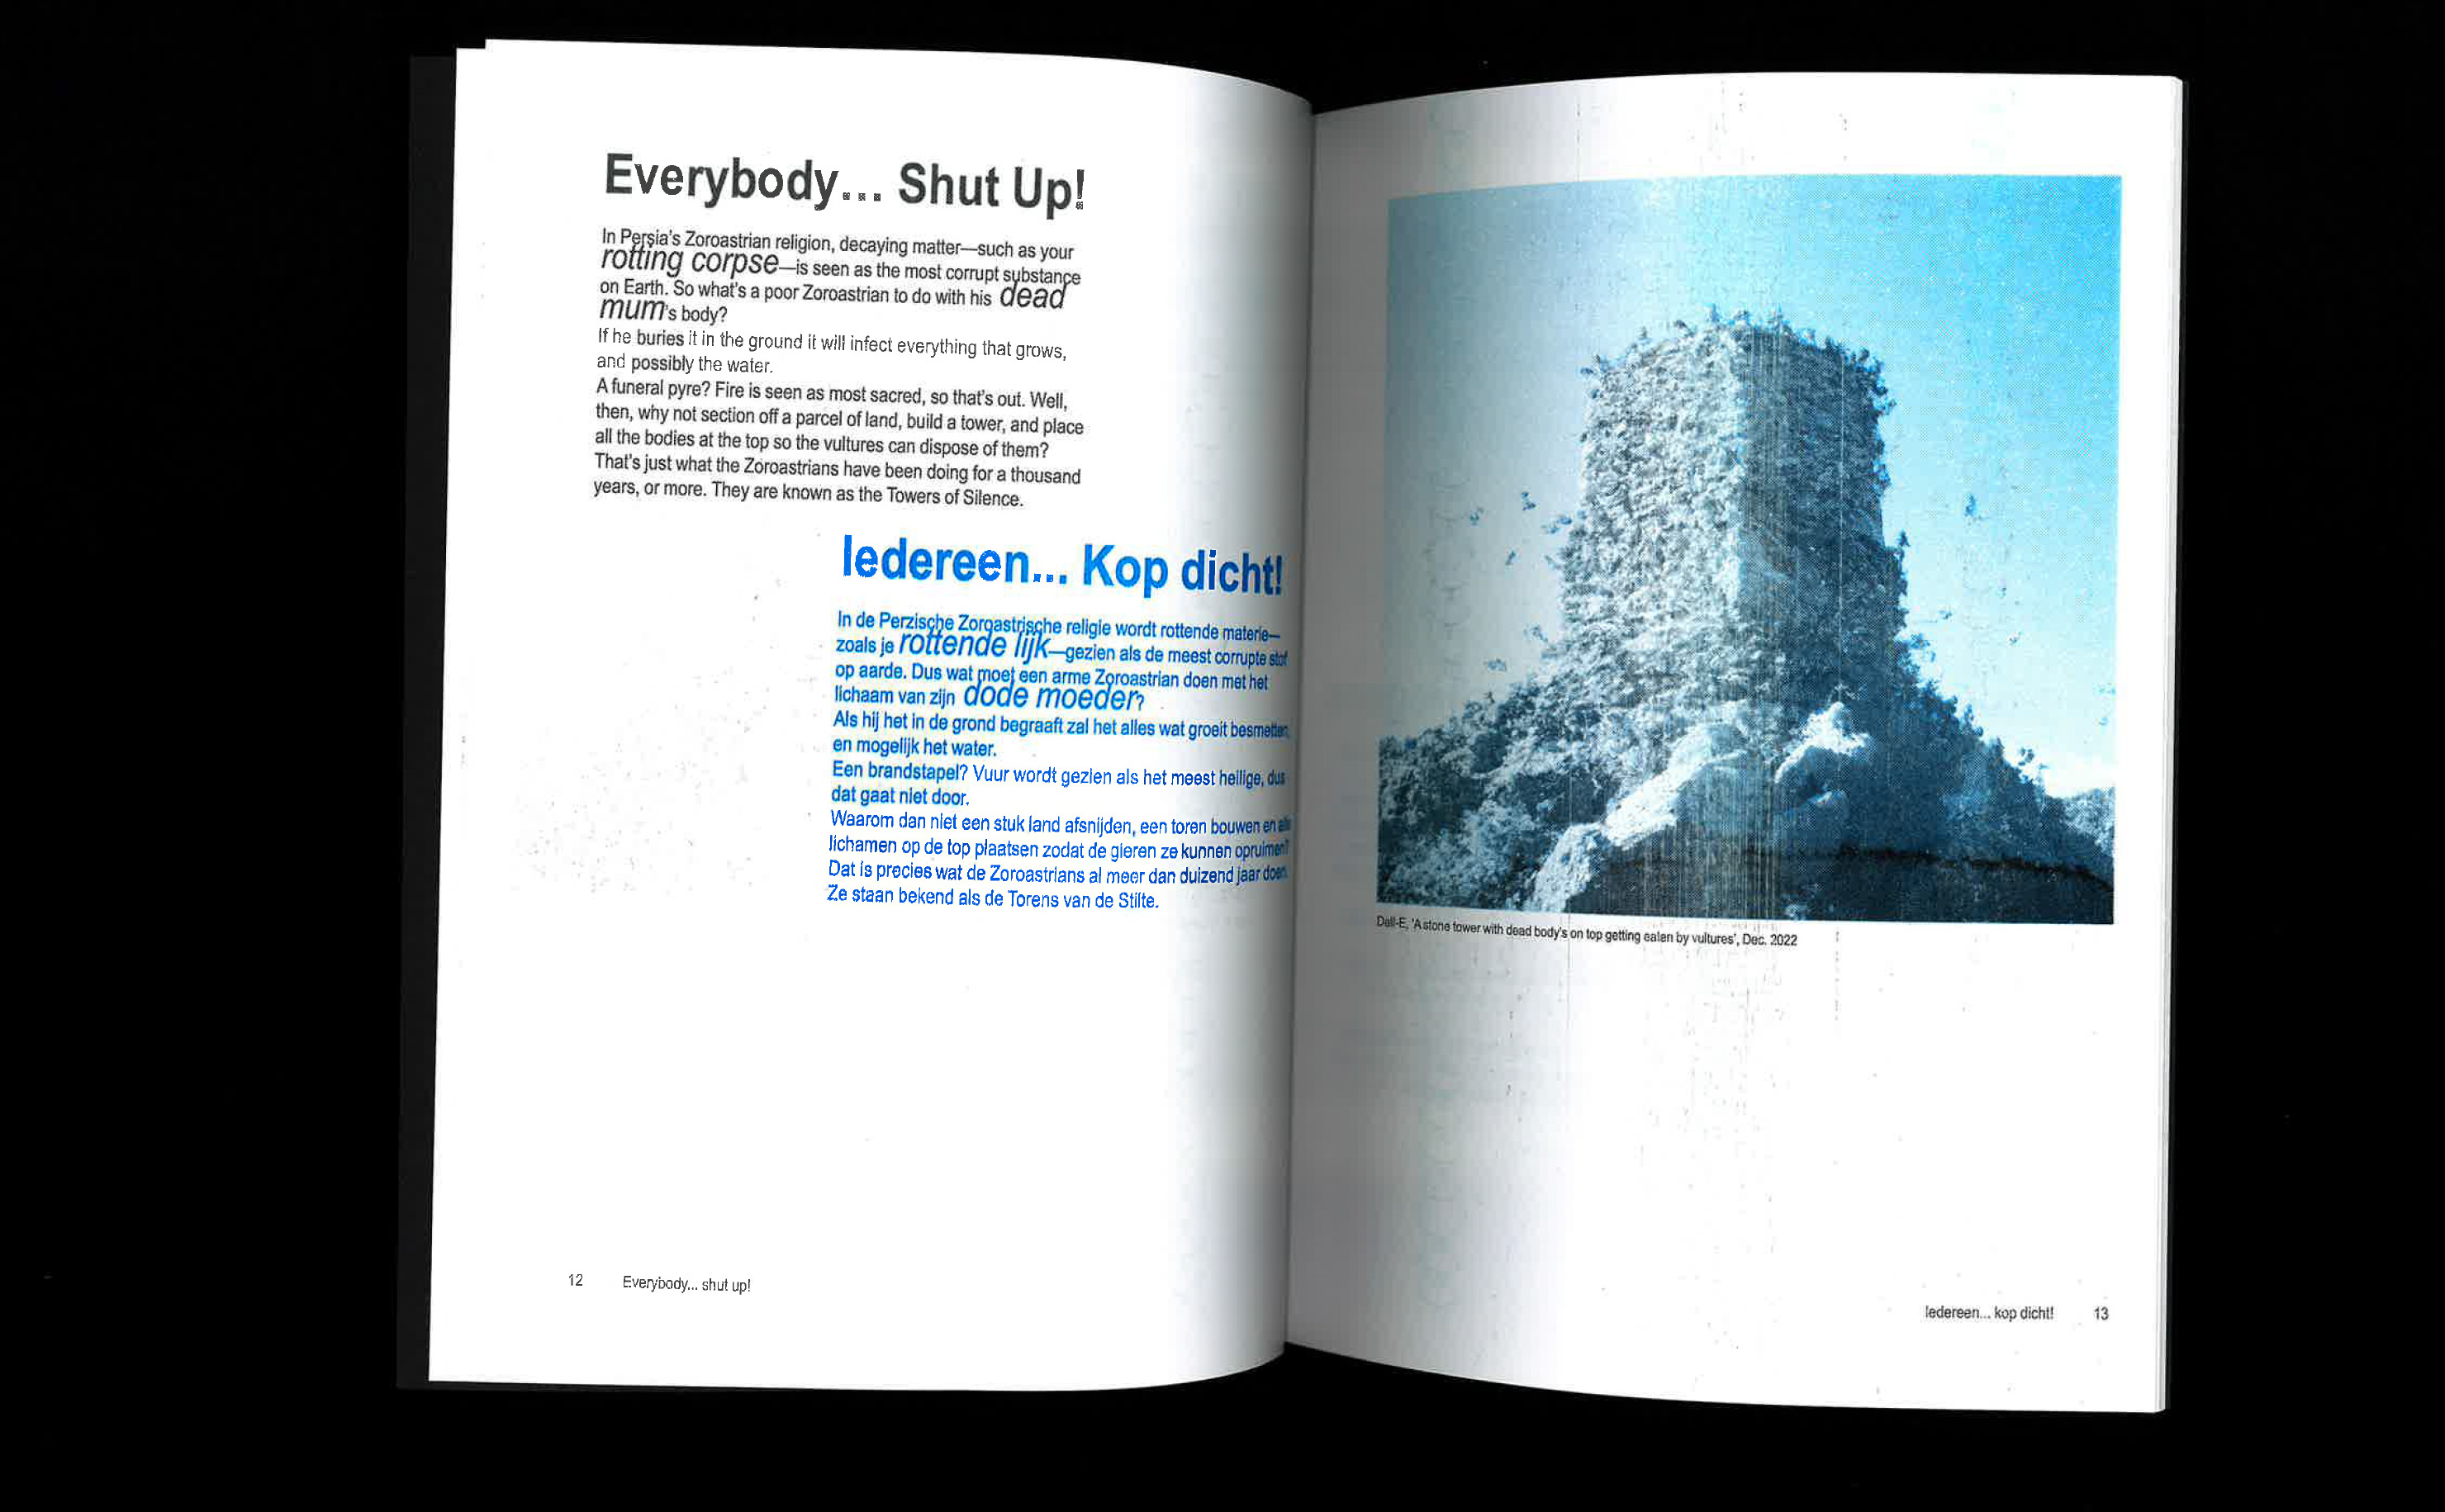 Everybody... Shut Up!
In Persia's Zoroastrian religion, decaying matter—such as your
rotting corpse—is seen as the most corrupt substance
on Earth. So what's a poor Zoroastrian to do with his dead
mum's body?
If he buries it in the ground it will infect everything that grows,
and possibly the water.
A funeral pyre? Fire is seen as most sacred, so that's out. Well,
then, why not section off a parcel of land, build a tower, and place
all the bodies at the top so the vultures can dispose of them?
That's just what the Zoroastrians have been doing for a thousand
years, or more. They are known as the Towers of Silence.
Iedereen... Kop dicht!
In de Perzische Zoroastrische religie wordt rottende materie—
zoals je rottende lijk—gezien als de meest corrupte stof
op aarde. Dus wat moet een arme Zoroastrian doen met het
lichaam van zijn dode moeder?
Als hij het in de grond begraaft zal het alles wat groeit besmetten,
en mogelijk het water.
Een brandstapel? Vuur wordt gezien als het meest heilige, dus
dat gaat niet door.
Waarom dan niet een stuk land afsnijden, een toren bouwen en alle
lichamen op de top plaatsen zodat de gieren ze kunnen opruimen?
Dat is precies wat de Zoroastrians al meer dan duizend jaar doen.
Ze staan bekend als de Torens van de Stilte.
12 Everybody... shut up!
Dall-E, 'A stone tower with dead body's on top getting eaten by vultures', Dec. 2022
Iedereen... kop dicht! 13